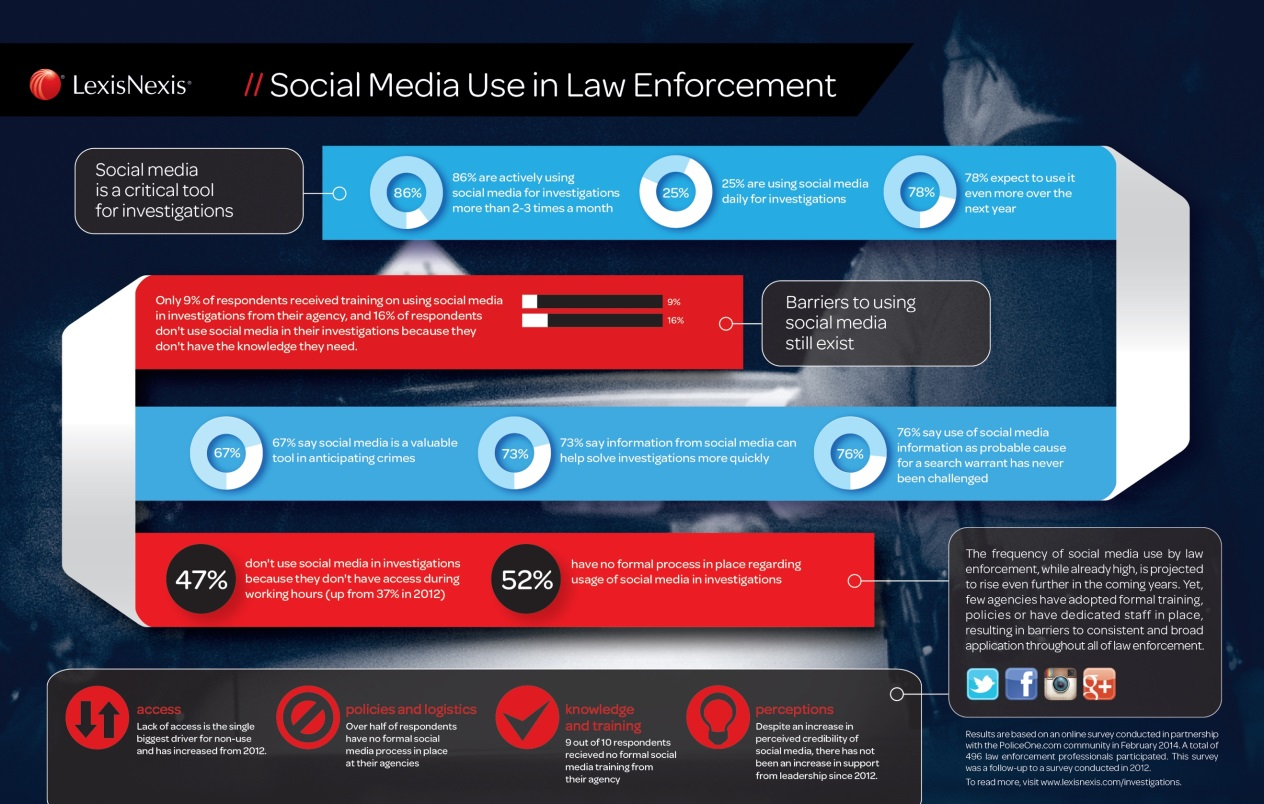 LexisNexis®
// Social Media Use in Law Enforcement
Social media
is a critical tool
for investigations
86%
86% are actively using
social media for investigations
more than 2-3 times a month
25%
25% are using social media
daily for investigations
78%
78% expect to use it
even more over the
next year
Only 9% of respondents received training on using social media
in investigations from their agency, and 16% of respondents
don't use social media in their investigations because they
don't have the knowledge they need.
9%
16%
Barriers to using
social media
still exist
67%
67% say social media is a valuable
tool in anticipating crimes
73%
73% say information from social media can
help solve investigations more quickly
76%
76% say use of social media
information as probable cause
for a search warrant has never
been challenged
47%
don't use social media in investigations
because they don't have access during
working hours (up from 37% in 2012)
52%
have no formal process in place regarding
usage of social media in investigations
The frequency of social media use by law
enforcement, while already high, is projected
to rise even further in the coming years. Yet,
few agencies have adopted formal training,
policies or have dedicated staff in place,
resulting in barriers to consistent and broad
application throughout all of law enforcement.
f
g+
access
Lack of access is the single
biggest driver for non-use
and has increased from 2012.
policies and logistics
Over half of respondents
have no formal social
media process in place
at their agencies
knowledge
and training
9 out of 10 respondents
recieved no formal social
media training from
their agency
perceptions
Despite an increase in
perceived credibility of
social media, there has not
been an increase in support
from leadership since 2012.
Results are based on an online survey conducted in partnership
with the PoliceOne.com community in February 2014. A total of
496 law enforcement professionals participated. This survey
was a follow-up to a survey conducted in 2012.
To read more, visit www.lexisnexis.com/investigations.